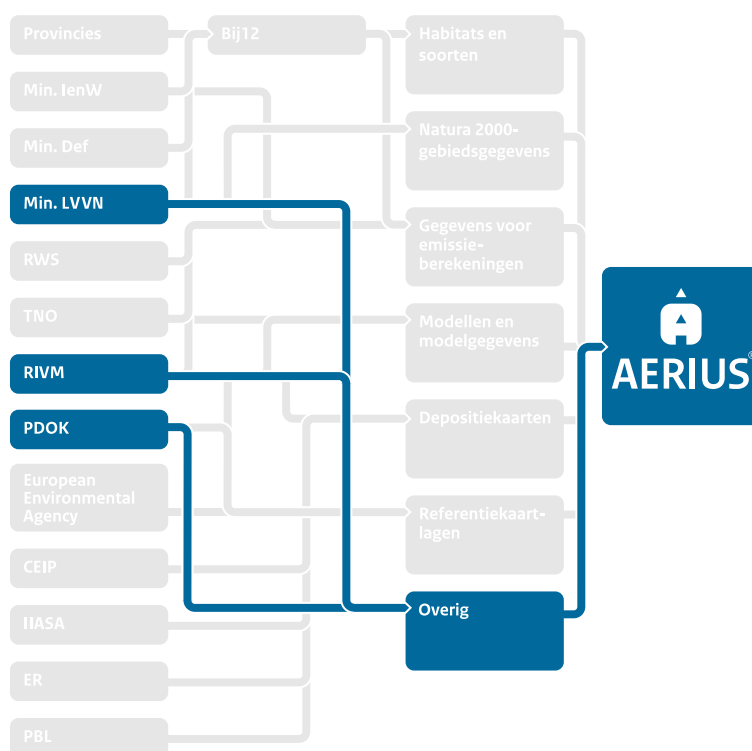 Provincies
Min. IenW
Min. Def
Min. LVVN
RWS
TNO
RIVM
PDOK
European
Environmental
Agency
CEIP
IIASA
ER
PBL
Bij12
Habitats en
soorten
Natura 2000-
gebiedsgegevens
Gegevens voor
emissie-
berekeningen
Modellen en
modelgegevens
Depositiekaarten
Referentiekaart-
lagen
Overig
AERIUS®